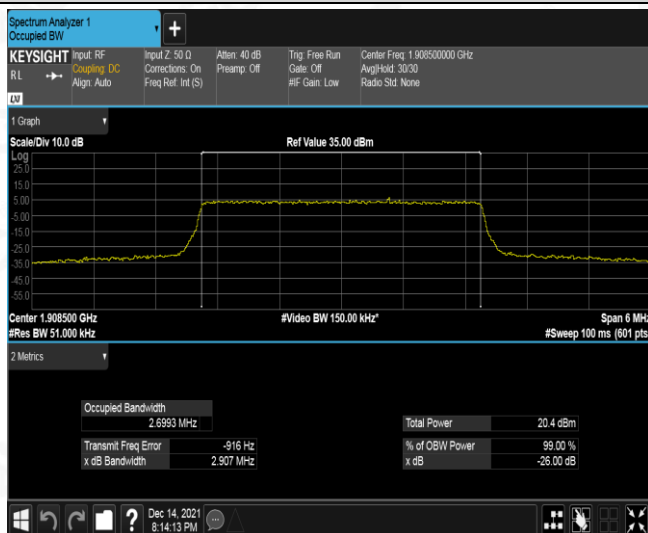 Spectrum Analyzer 1
Occupied BW
KEYSIGHT
RL
LXI
Input: RF
Coupling: DC
Align: Auto
Input Z: 50 Ω
Corrections: On
Freq Ref: Int (S)
Atten: 40 dB
Preamp: Off
Trig: Free Run
Gate: Off
#IF Gain: Low
Center Freq: 1.908500000 GHz
Avg|Hold: 30/30
Radio Std: None
1 Graph
Scale/Div 10.0 dB
Ref Value 35.00 dBm
Log
25.0
15.0
5.00
-5.00
-15.0
-25.0
-35.0
-45.0
-55.0
Center 1.908500 GHz
#Video BW 150.00 kHz*
Span 6 MHz
#Res BW 51.000 kHz
#Sweep 100 ms (601 pts
2 Metrics
Occupied Bandwidth
2.6993 MHz
Total Power 20.4 dBm
Transmit Freq Error -916 Hz
% of OBW Power 99.00 %
x dB Bandwidth 2.907 MHz
x dB -26.00 dB
?
Dec 14, 2021
8:14:13 PM